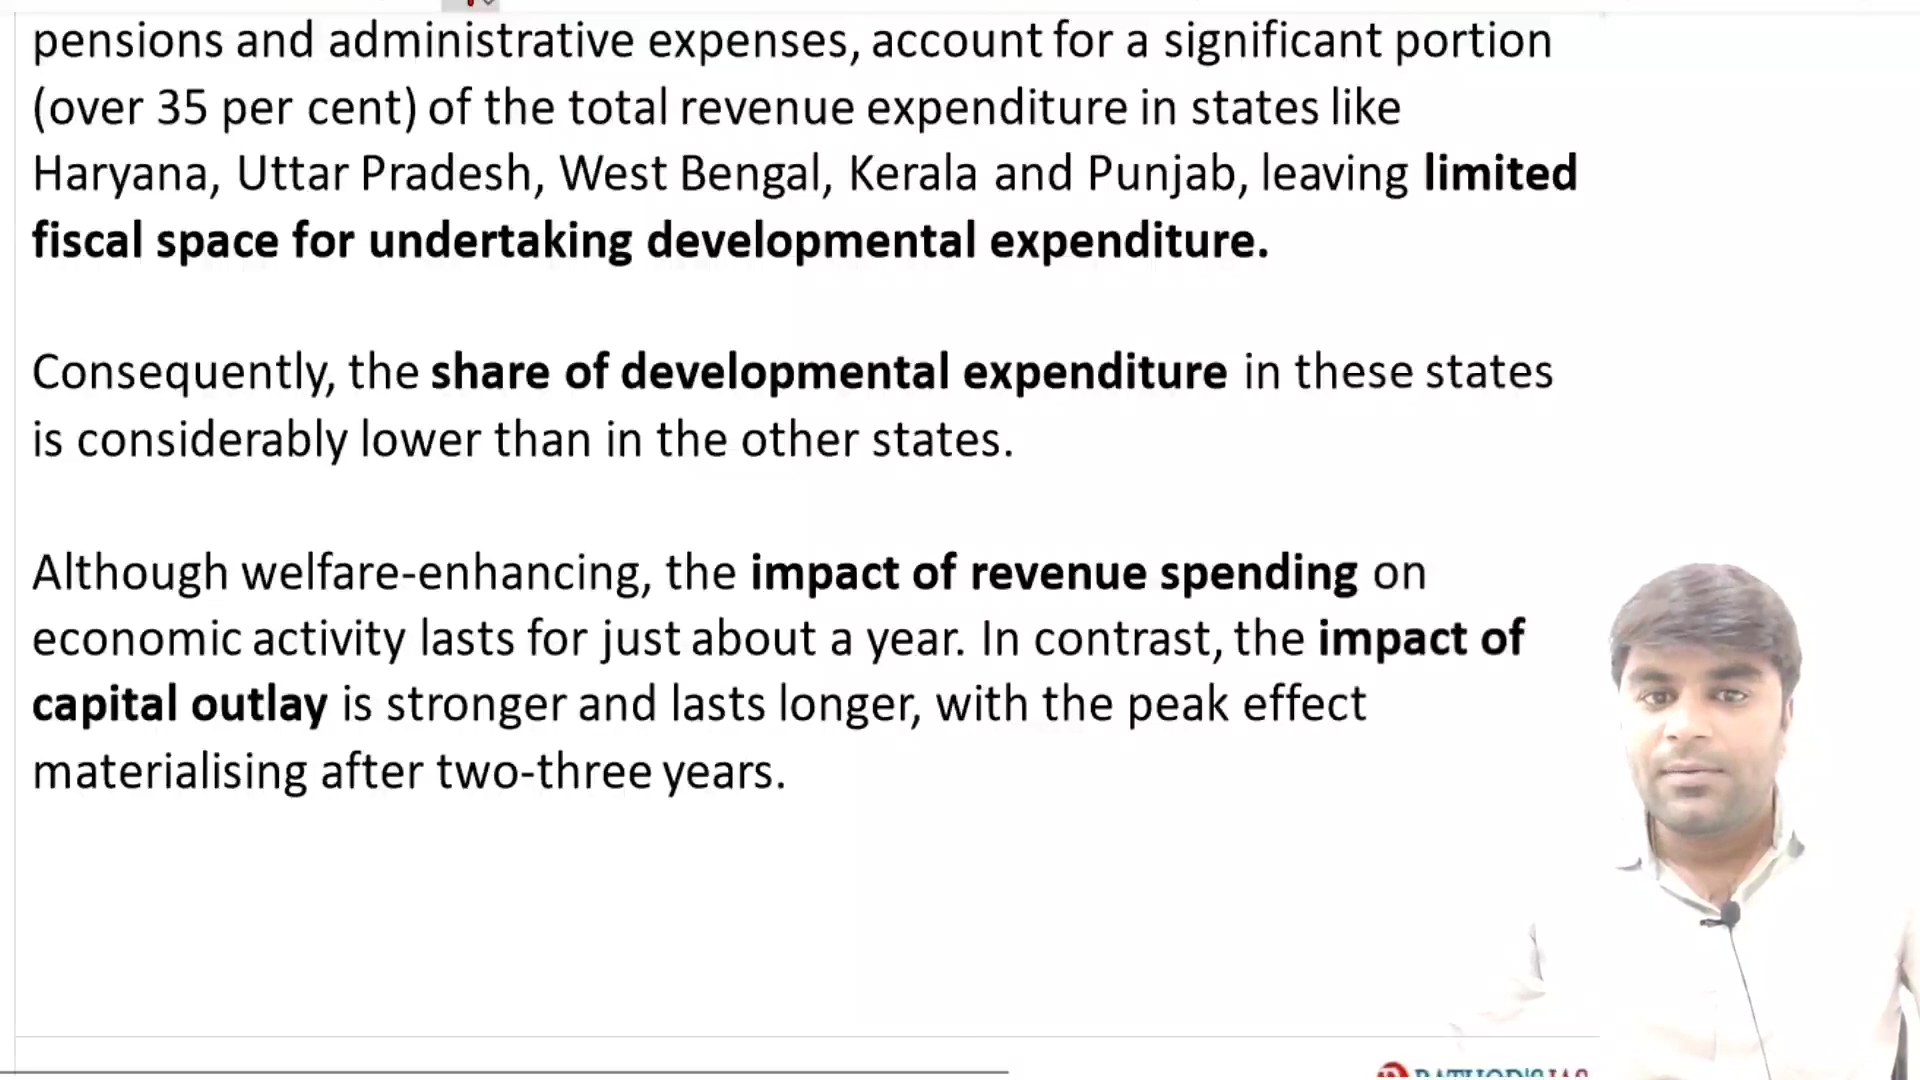 pensions and administrative expenses, account for a significant portion
(over 35 per cent) of the total revenue expenditure in states like
Haryana, Uttar Pradesh, West Bengal, Kerala and Punjab, leaving limited
fiscal space for undertaking developmental expenditure.
Consequently, the share of developmental expenditure in these states
is considerably lower than in the other states.
Although welfare-enhancing, the impact of revenue spending on
economic activity lasts for just about a year. In contrast, the impact of
capital outlay is stronger and lasts longer, with the peak effect
materialising after two-three years.